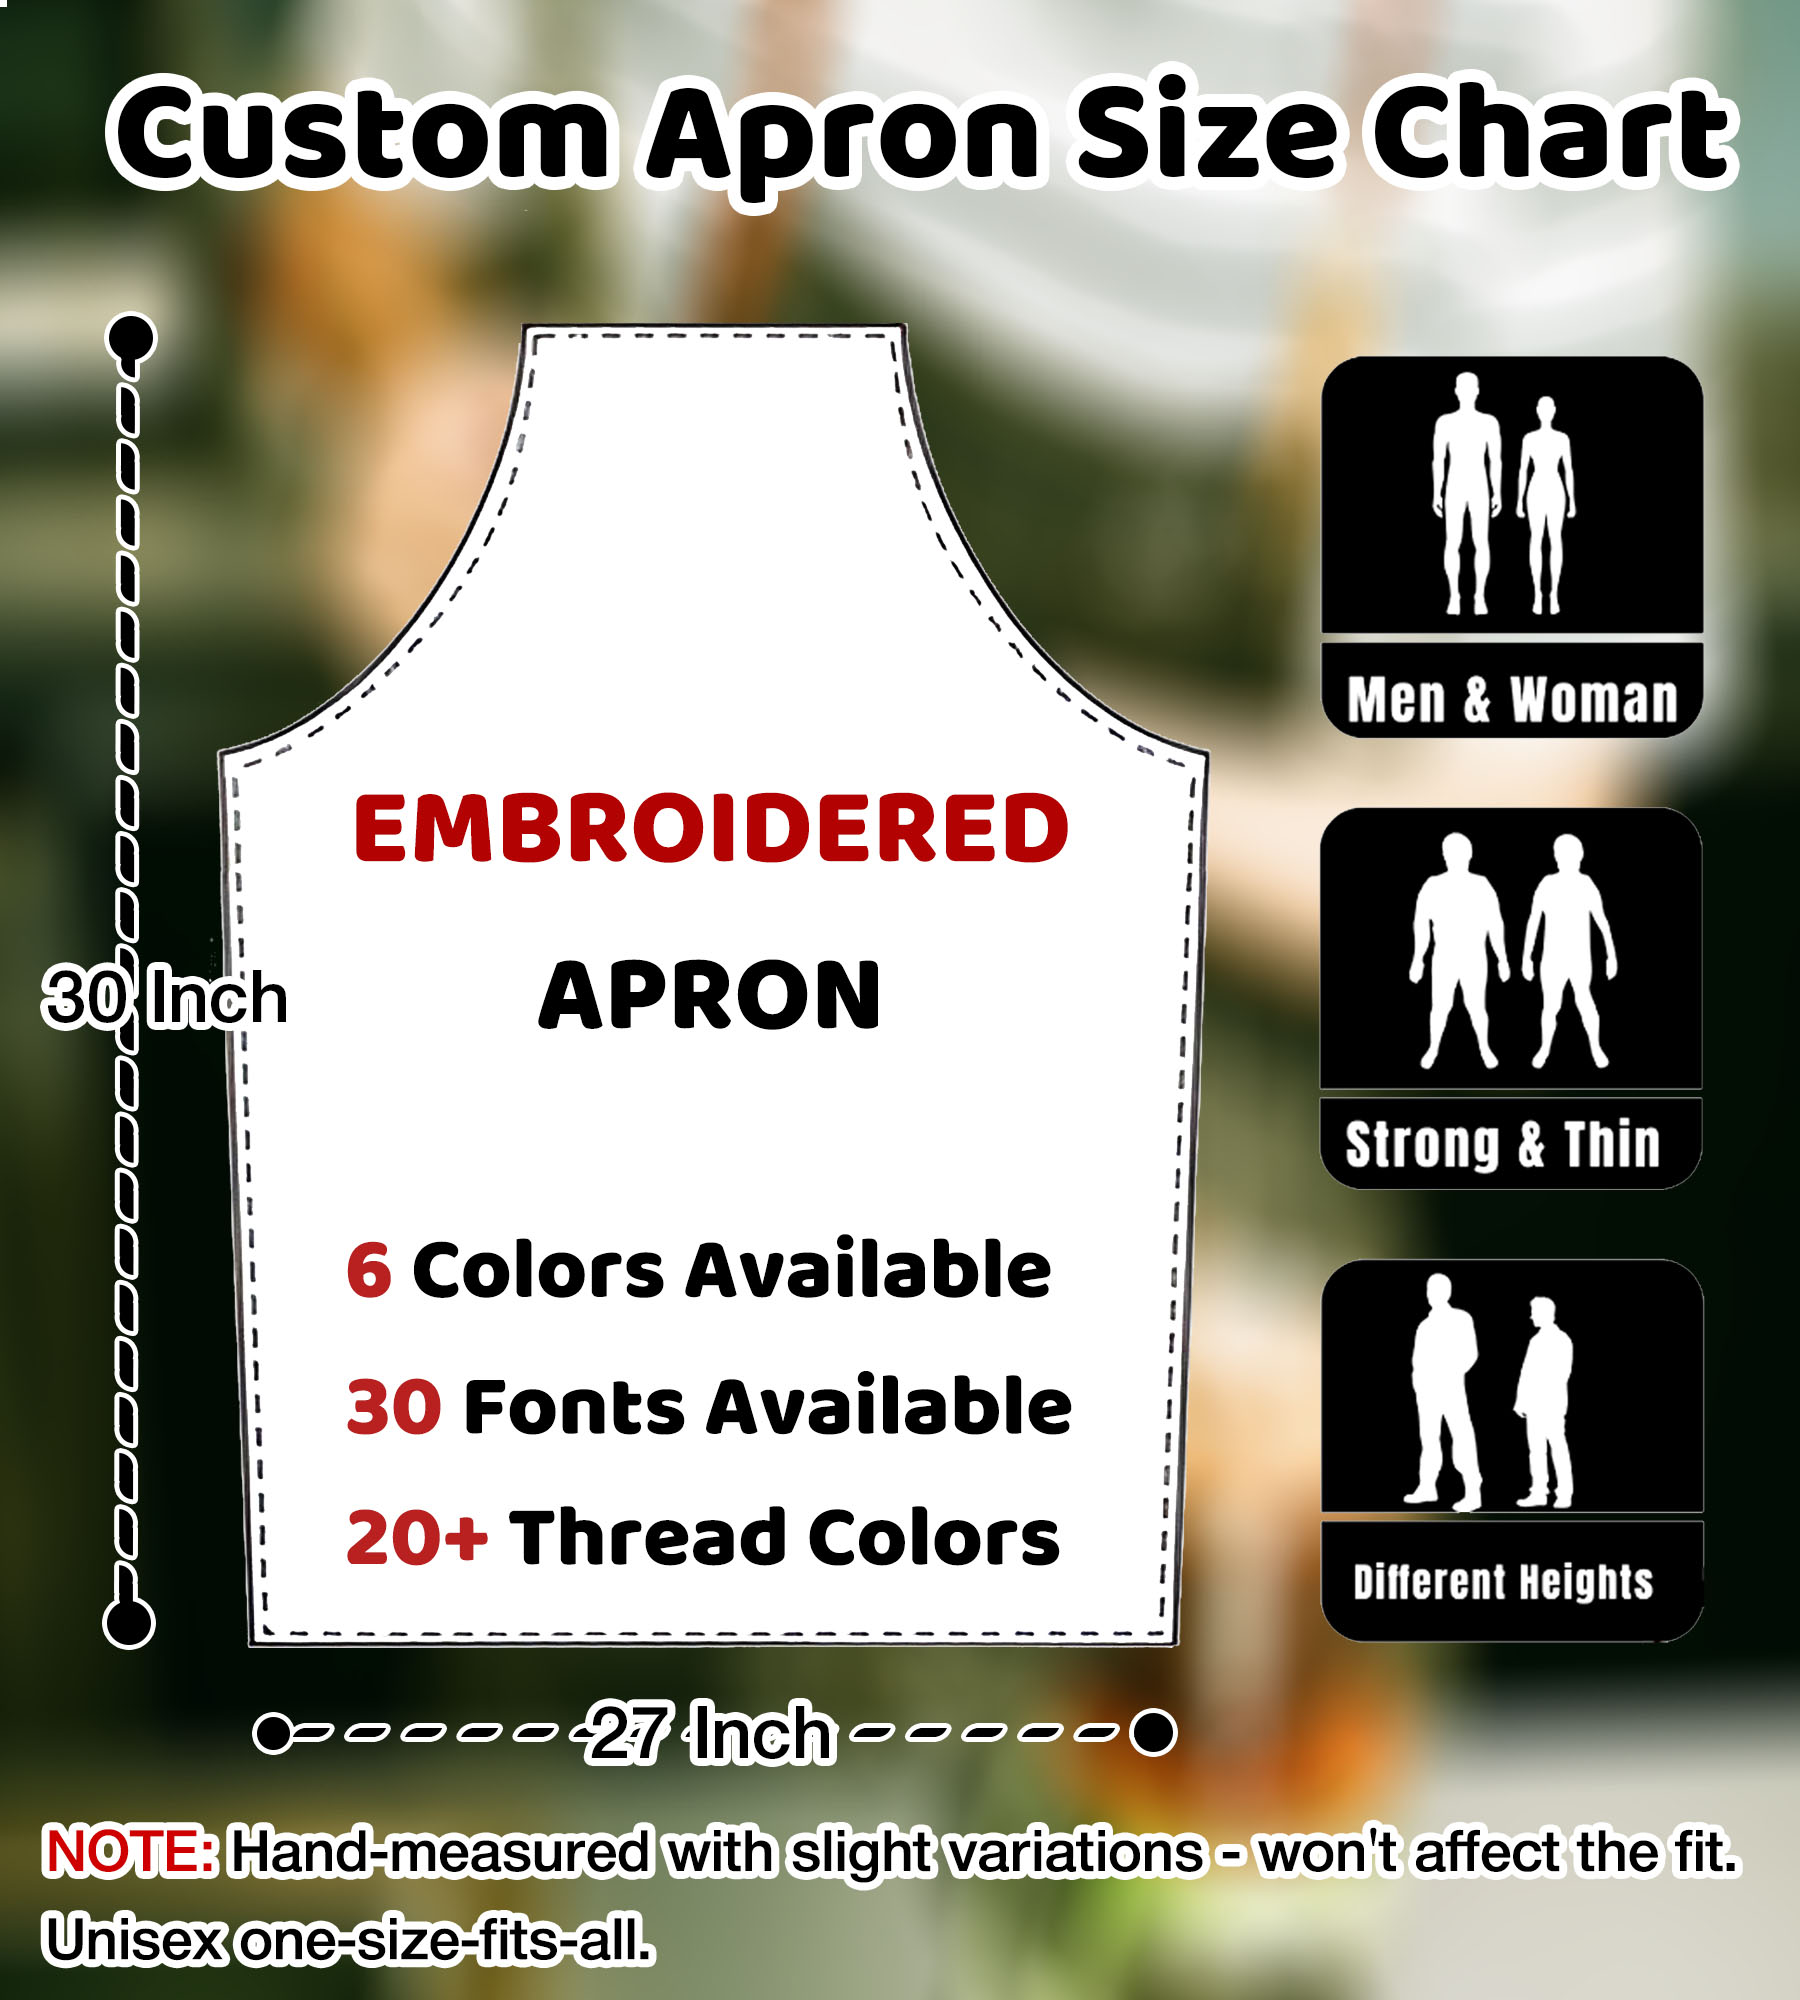 Custom Apron Size Chart
Men & Woman
EMBROIDERED
APRON
30 Inch
Strong & Thin
6 Colors Available
30 Fonts Available
20+ Thread Colors
Different Heights
27 Inch
NOTE: Hand-measured with slight variations - won't affect the fit.
Unisex one-size-fits-all.